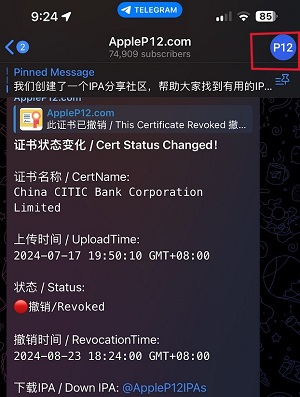 9:24
TELEGRAM
85
2
AppleP12.com
74,909 subscribers
P12
Pinned Message
我们创建了一个IPA分享社区，帮助大家找到有用的IP...
AppleP12.com
AppleP12.com
此证书已撤销 / This Certificate Revoked 撤...
证书状态变化 / Cert Status Changed！
证书名称 / CertName:
China CITIC Bank Corporation
Limited
上传时间 / UploadTime:
2024-07-17 19:50:10 GMT+08:00
状态 / Status:
撤销/Revoked
撤销时间 / RevocationTime:
2024-08-23 18:24:00 GMT+08:00
下载IPA / Down IPA: @AppleP12IPAs